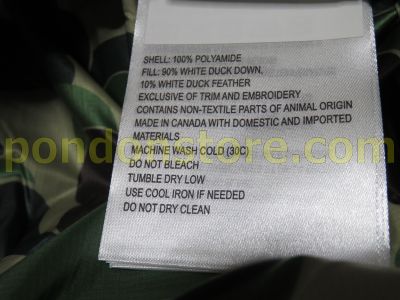 SHELL: 100% POLYAMIDE
FILL: 90% WHITE DUCK DOWN,
10% WHITE DUCK FEATHER
EXCLUSIVE OF TRIM AND EMBROIDERY
CONTAINS NON-TEXTILE PARTS OF ANIMAL ORIGIN
MADE IN CANADA WITH DOMESTIC AND IMPORTED
MATERIALS
MACHINE WASH COLD (30C)
DO NOT BLEACH
TUMBLE DRY LOW
USE COOL IRON IF NEEDED
DO NOT DRY CLEAN